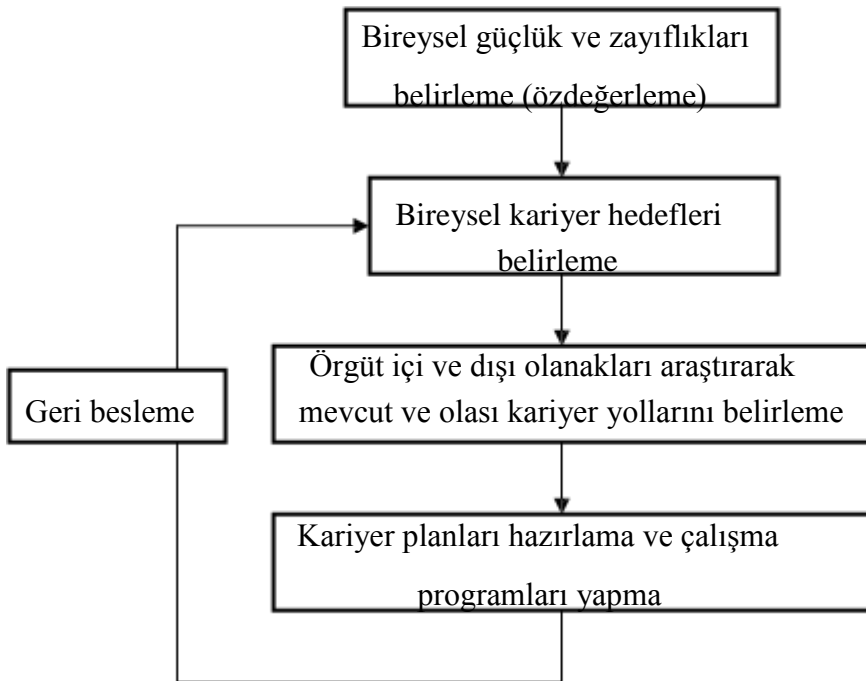 Bireysel güçlük ve zayıflıkları
belirleme (özdeğerleme)
Bireysel kariyer hedefleri
belirleme
Örgüt içi ve dışı olanakları araştırarak
mevcut ve olası kariyer yollarını belirleme
Geri besleme
Kariyer planları hazırlama ve çalışma
programları yapma